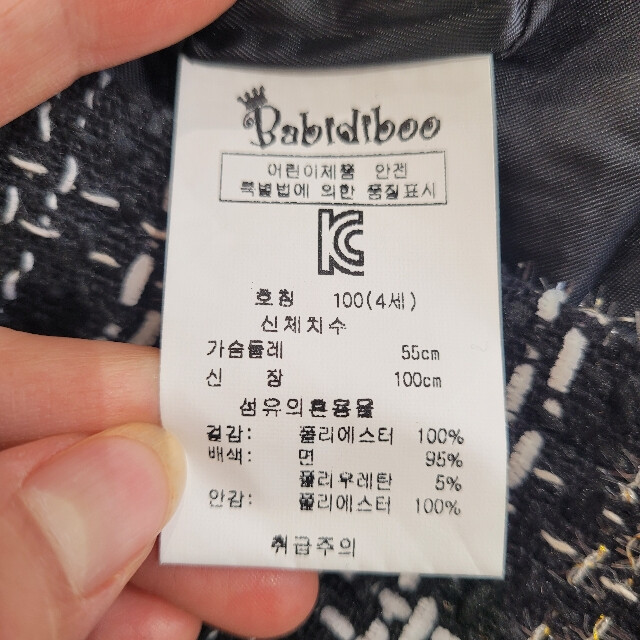 Babidiboo
어린이제품 안전
특별법에 의한 품질표시
KC
호칭 100(4세)
신체치수
가슴둘레 55cm
신 장 100cm
섬유의혼용율
겉감: 폴리에스터 100%
배색: 면 95%
폴리우레탄 5%
안감: 폴리에스터 100%
취급주의